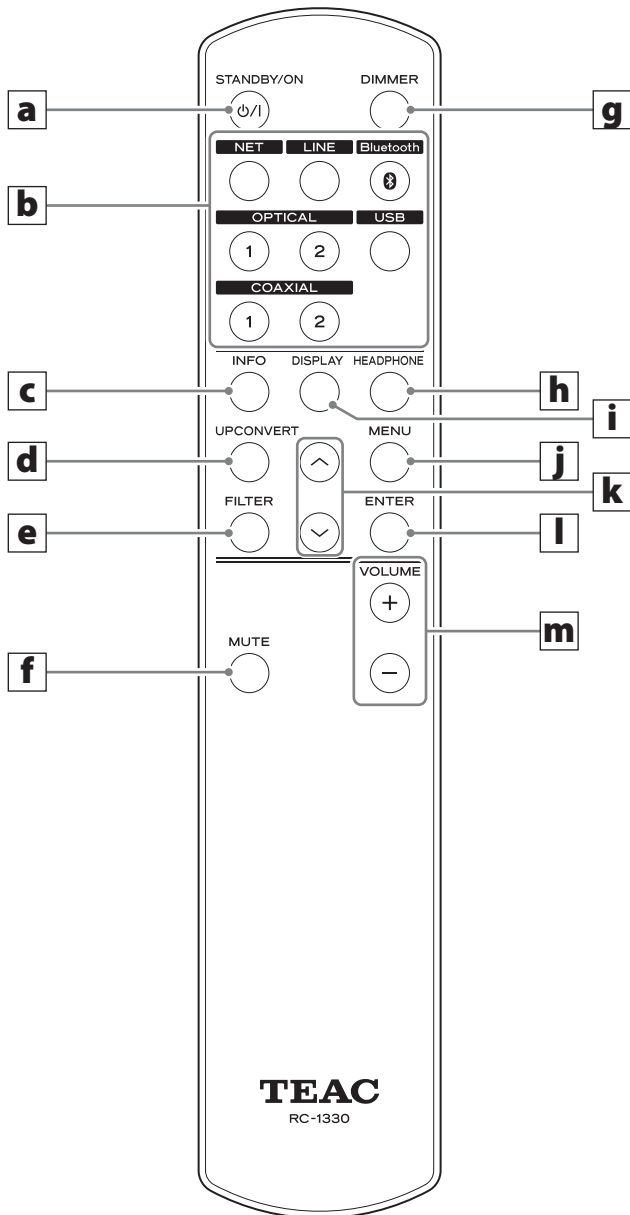 STANDBY/ON DIMMER
a ⏻/I g
NET LINE Bluetooth
b
OPTICAL USB
1 2
COAXIAL
1 2
INFO DISPLAY HEADPHONE
c h
i
UPCONVERT MENU
d j
k
FILTER ENTER
e l
VOLUME
+
m
MUTE
f −
TEAC
RC-1330